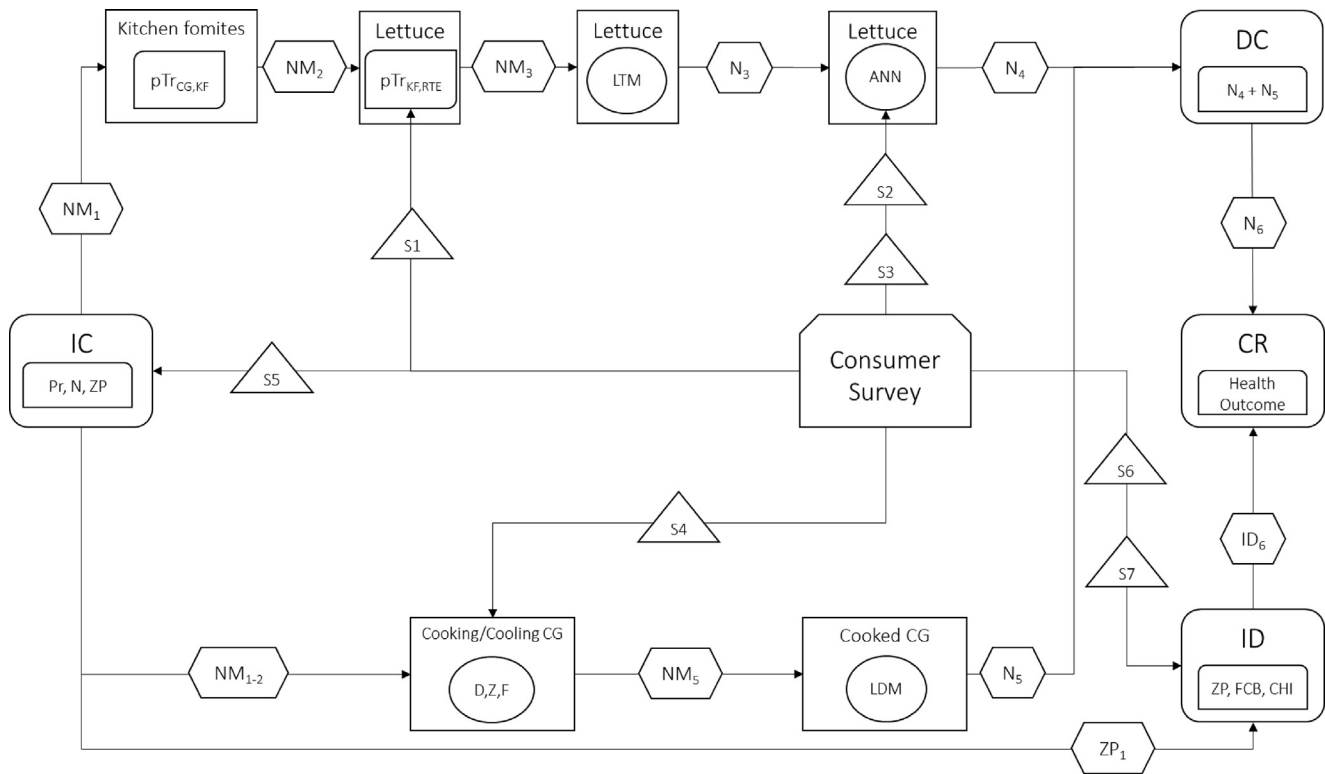 Kitchen fomites
pTr_CG,KF
NM₂
Lettuce
pTr_KF,RTE
NM₃
Lettuce
LTM
N₃
Lettuce
ANN
N₄
DC
N₄ + N₅
NM₁
S1
S2
S3
N₆
IC
Pr, N, ZP
S5
Consumer
Survey
CR
Health
Outcome
S4
S6
S7
ID₆
NM₁₋₂
Cooking/Cooling CG
D,Z,F
NM₅
Cooked CG
LDM
N₅
ID
ZP, FCB, CHI
ZP₁